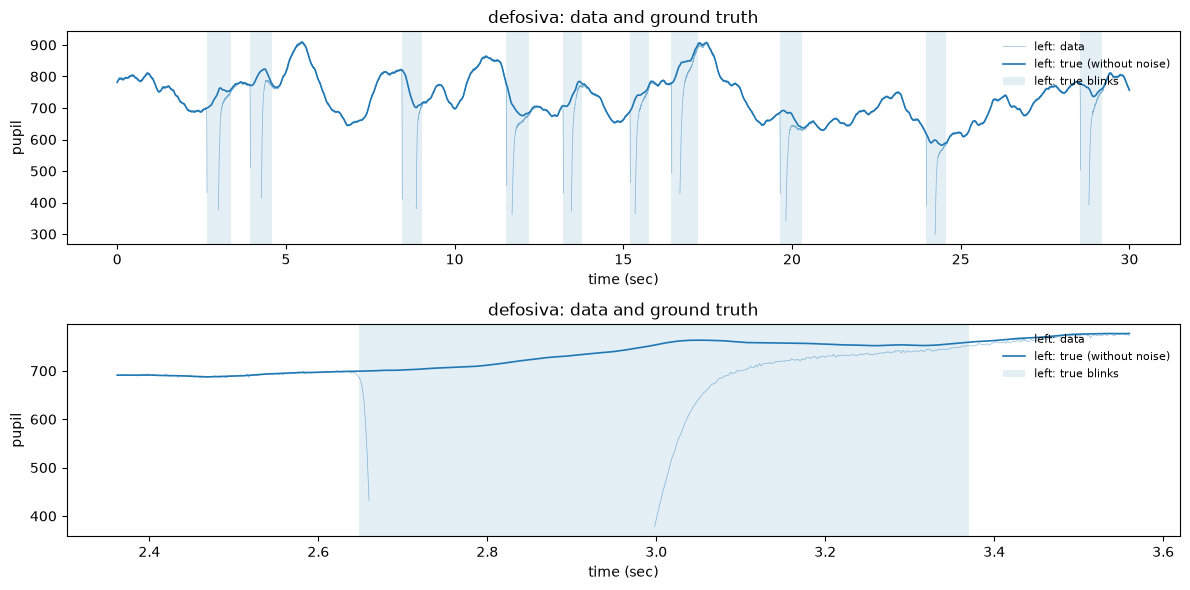 defosiva: data and ground truth
900
800
700
600
500
400
300
pupil
left: data
left: true (without noise)
left: true blinks
0
5
10
15
20
25
30
time (sec)
defosiva: data and ground truth
700
600
500
400
pupil
left: data
left: true (without noise)
left: true blinks
2.4
2.6
2.8
3.0
3.2
3.4
3.6
time (sec)